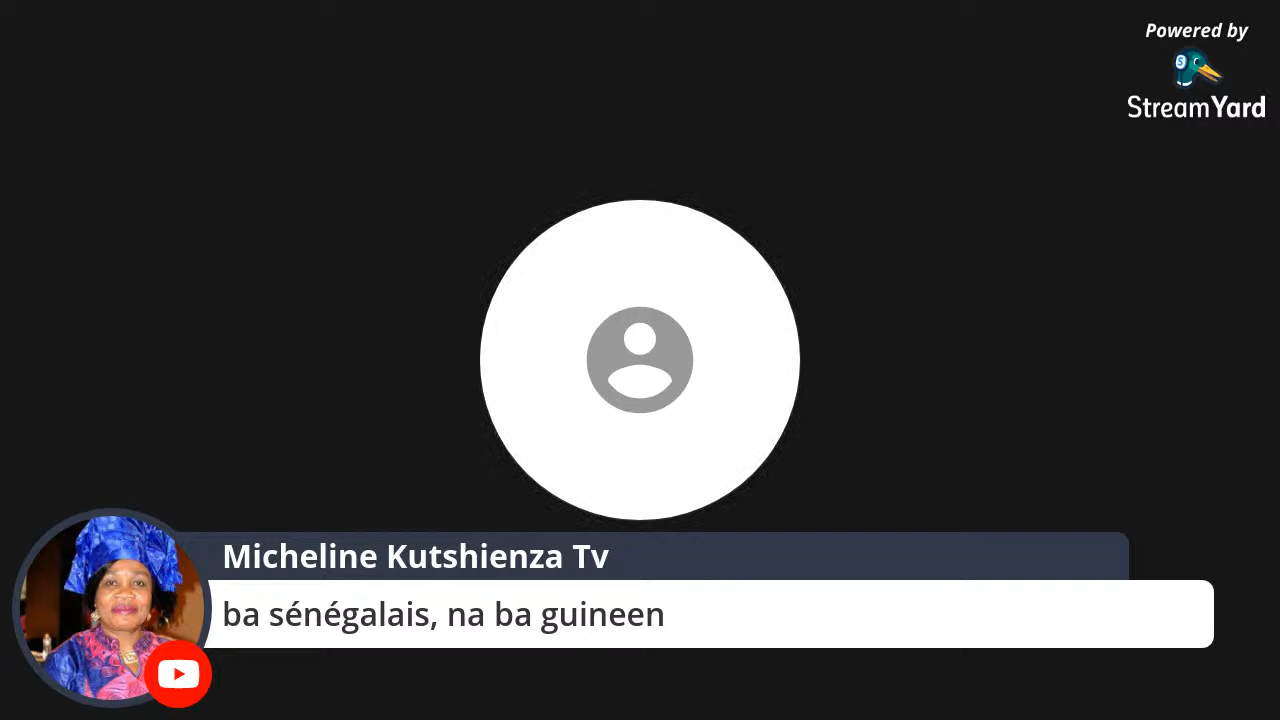 Powered by
StreamYard
Micheline Kutshienza Tv
ba sénégalais, na ba guineen